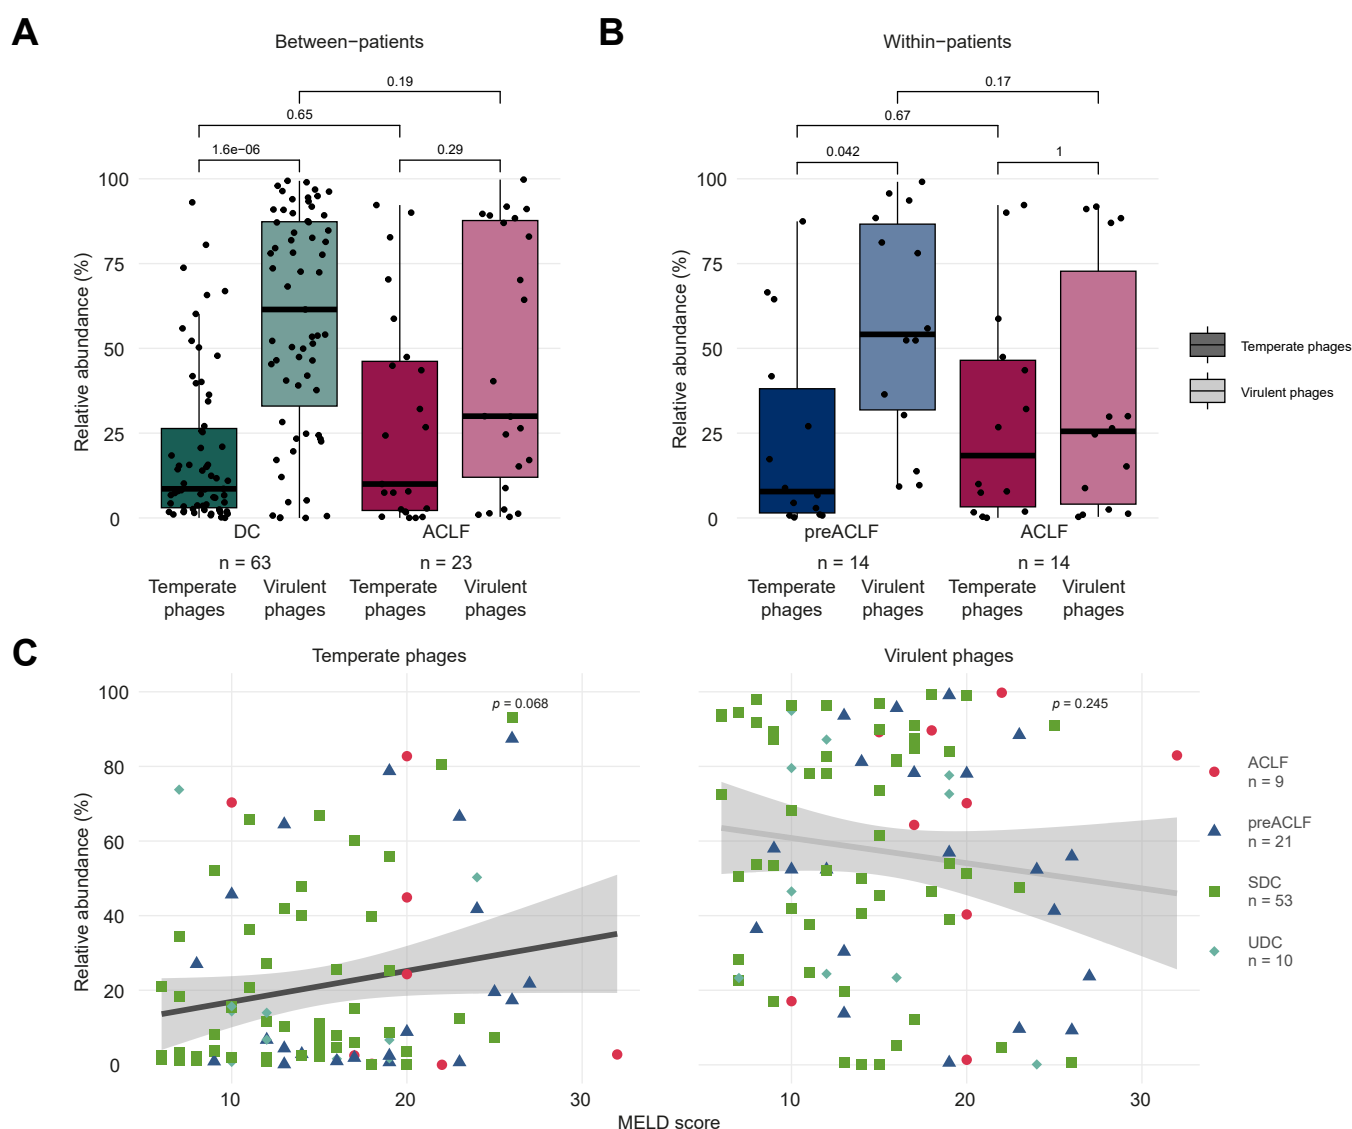 A
Between−patients
0.19
0.65
1.6e−06
0.29
Relative abundance (%)
100
75
50
25
0
DC
ACLF
n = 63
n = 23
Temperate
phages
Virulent
phages
Temperate
phages
Virulent
phages
B
Within−patients
0.17
0.67
0.042
1
Relative abundance (%)
100
75
50
25
0
preACLF
ACLF
n = 14
n = 14
Temperate
phages
Virulent
phages
Temperate
phages
Virulent
phages
Temperate phages
Virulent phages
C
Temperate phages
p = 0.068
Relative abundance (%)
100
80
60
40
20
0
10
20
30
Virulent phages
p = 0.245
10
20
30
MELD score
ACLF
n = 9
preACLF
n = 21
SDC
n = 53
UDC
n = 10